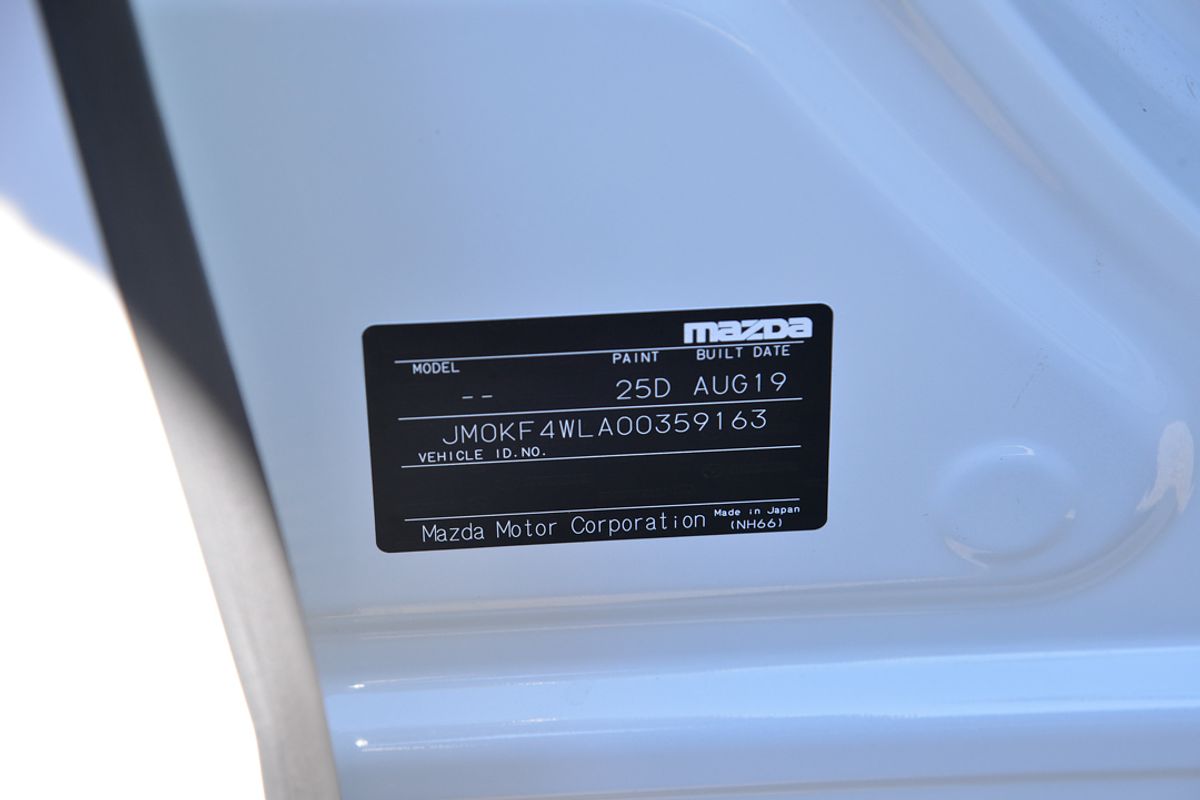 mazda
MODEL PAINT BUILT DATE
-- 25D AUG19
JM0KF4WLA00359163
VEHICLE ID.NO.
Mazda Motor Corporation Made in Japan
(NH66)